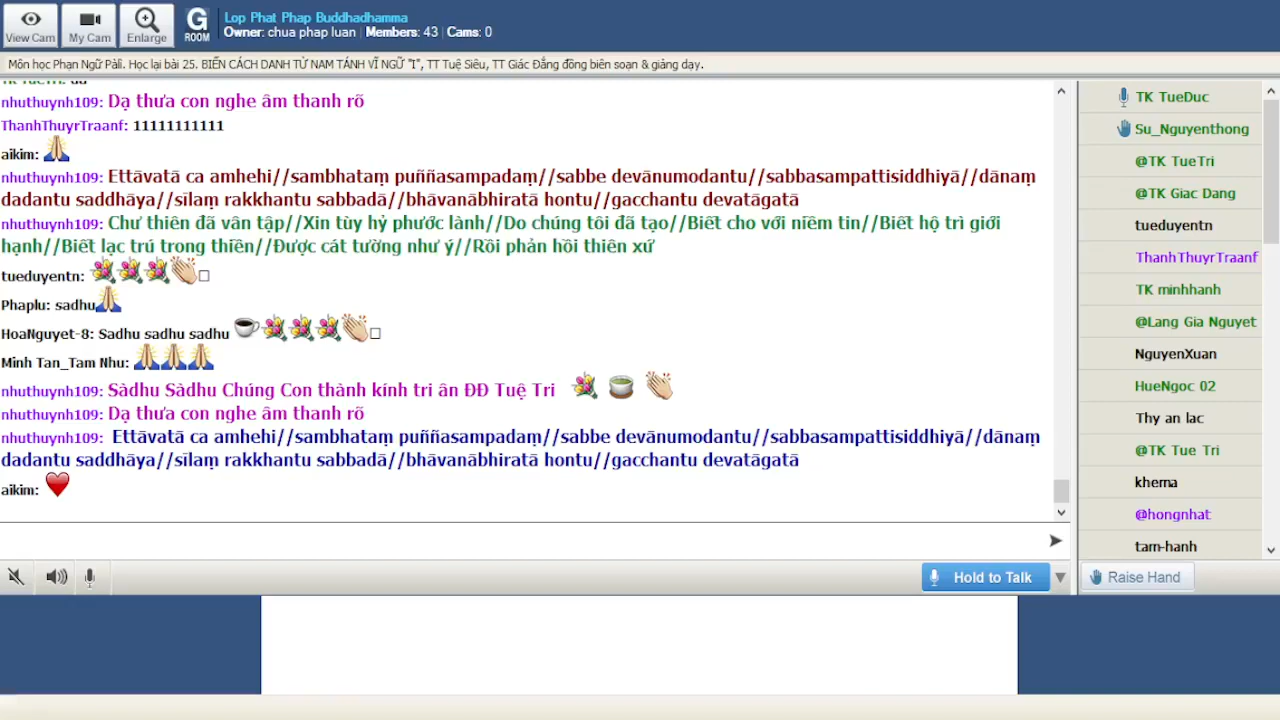 View Cam
My Cam
Enlarge
G
ROOM
Lop Phat Phap Buddhadhamma
Owner: chua phap luan | Members: 43 | Cams: 0
Môn học Phạn Ngữ Pàli. Học lại bài 25. BIẾN CÁCH DANH TỪ NAM TÁNH VĨ NGỮ "I", TT Tuệ Siêu, TT Giác Đẳng đồng biên soạn & giảng dạy.
nhuthuynh109: Dạ thưa con nghe âm thanh rõ
ThanhThuyrTraanf: 11111111111
aikim:
nhuthuynh109: Ettāvatā ca amhehi//sambhataṃ puññasampadaṃ//sabbe devānumodantu//sabbasampattisiddhiyā//dānaṃ
dadantu saddhāya//sīlaṃ rakkhantu sabbadā//bhāvanābhiratā hontu//gacchantu devatāgatā
nhuthuynh109: Chư thiên đã vân tập//Xin tùy hỷ phước lành//Do chúng tôi đã tạo//Biết cho với niềm tin//Biết hộ trì giới
hạnh//Biết lạc trú trong thiền//Được cát tường như ý//Rồi phản hồi thiên xứ
tueduyentn:
Phaplu: sadhu
HoaNguyet-8: Sadhu sadhu sadhu
Minh Tan_Tam Nhu:
nhuthuynh109: Sàdhu Sàdhu Chúng Con thành kính tri ân ĐĐ Tuệ Tri
nhuthuynh109: Dạ thưa con nghe âm thanh rõ
nhuthuynh109: Ettāvatā ca amhehi//sambhataṃ puññasampadaṃ//sabbe devānumodantu//sabbasampattisiddhiyā//dānaṃ
dadantu saddhāya//sīlaṃ rakkhantu sabbadā//bhāvanābhiratā hontu//gacchantu devatāgatā
aikim:
Hold to Talk
TK TueDuc
Su_Nguyenthong
@TK TueTri
@TK Giac Dang
tueduyentn
ThanhThuyrTraanf
TK minhhanh
@Lang Gia Nguyet
NguyenXuan
HueNgoc 02
Thy an lac
@TK Tue Tri
khema
@hongnhat
tam-hanh
Raise Hand